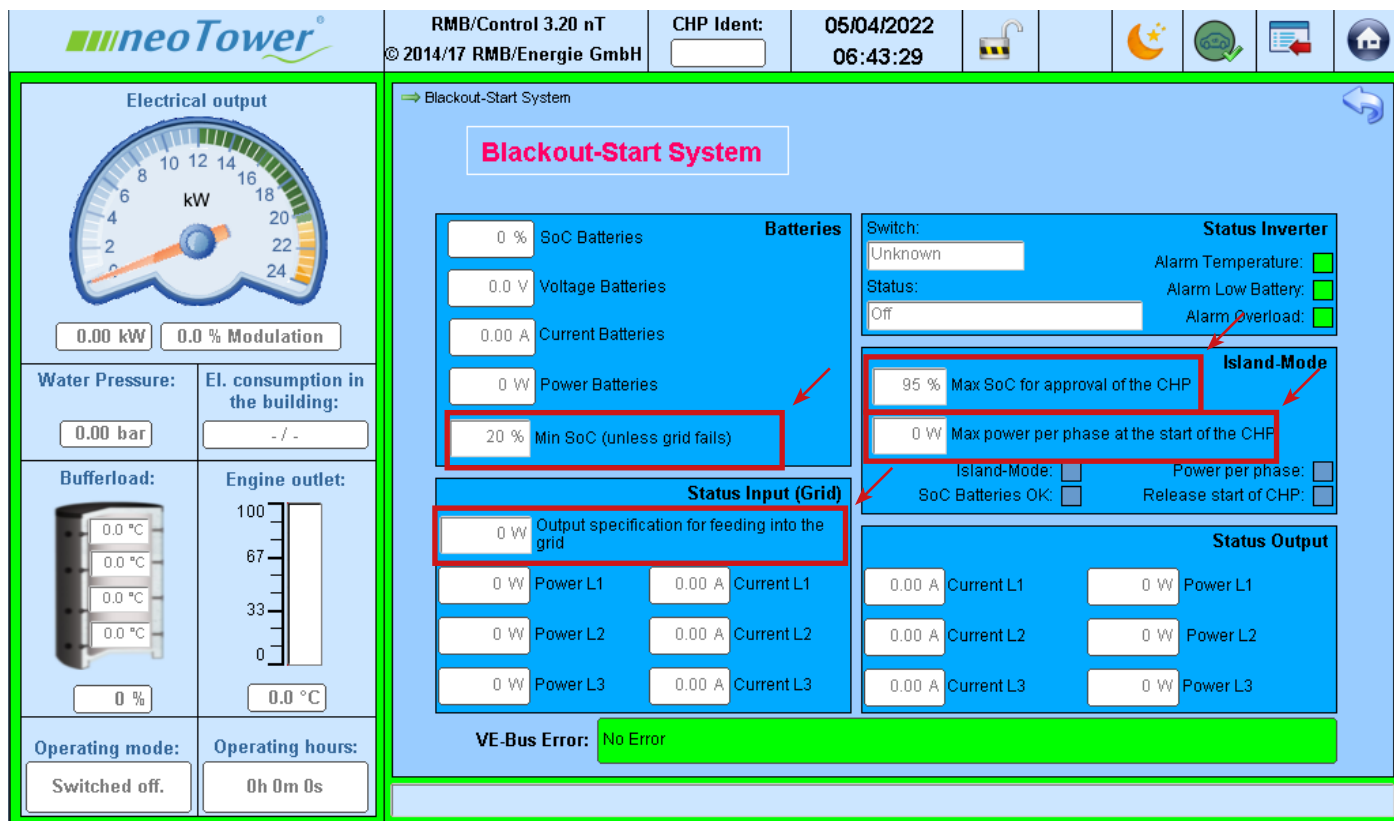 neoTower
RMB/Control 3.20 nT
© 2014/17 RMB/Energie GmbH
CHP Ident:
05/04/2022
06:43:29
Electrical output
0
2
4
6
8
10
12
14
16
18
20
22
24
kW
0.00 kW
0.0 % Modulation
Water Pressure:
0.00 bar
El. consumption in
the building:
- / -
Bufferload:
0.0 °C
0.0 °C
0.0 °C
0.0 °C
0 %
Engine outlet:
100
67
33
0
0.0 °C
Operating mode:
Switched off.
Operating hours:
0h 0m 0s
Blackout-Start System
Blackout-Start System
Batteries
0 % SoC Batteries
0.0 V Voltage Batteries
0.00 A Current Batteries
0 W Power Batteries
20 % Min SoC (unless grid fails)
Status Inverter
Switch:
Unknown
Status:
Off
Alarm Temperature:
Alarm Low Battery:
Alarm Overload:
Island-Mode
95 % Max SoC for approval of the CHP
0 W Max power per phase at the start of the CHP
Island-Mode:
Power per phase:
SoC Batteries OK:
Release start of CHP:
Status Input (Grid)
0 W Output specification for feeding into the
grid
0 W Power L1 0.00 A Current L1
0 W Power L2 0.00 A Current L2
0 W Power L3 0.00 A Current L3
Status Output
0.00 A Current L1 0 W Power L1
0.00 A Current L2 0 W Power L2
0.00 A Current L3 0 W Power L3
VE-Bus Error: No Error